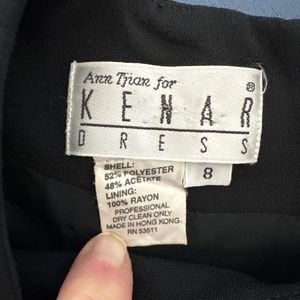 Ann Tjian for
KENAR®
DRESS
8
SHELL:
52% POLYESTER
48% ACETATE
LINING:
100% RAYON
PROFESSIONAL
DRY CLEAN ONLY
MADE IN HONG KONG.
RN 53611